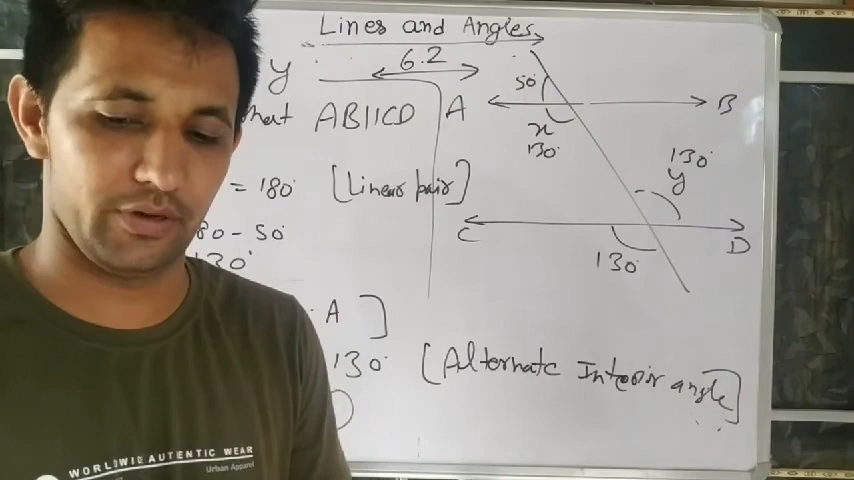 Lines and Angles
6.2
y
that AB||CD
A
B
50°
x
130°
130°
y
= 180° [Linear pair]
80 - 50
130°
C
D
130°
. A ]
130° [Alternate Interior angle]
WORLDWIDE AUTENTIC WEAR
Urban Apparel